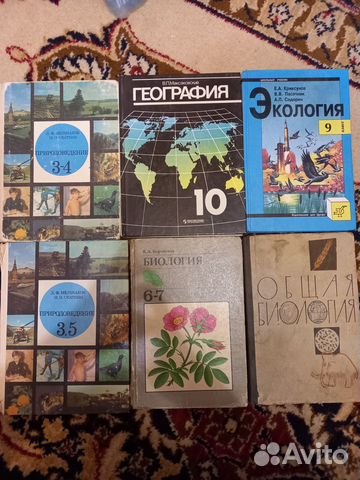 ПРИРОДОВЕДЕНИЕ
3-4
В.П. Максаковский
ГЕОГРАФИЯ
10
Е.А. Криксунов
В.В. Пасечник
А.П. Сидорин
Экология
9
ПРИРОДОВЕДЕНИЕ
3.5
БИОЛОГИЯ
6-7
ОБЩАЯ
БИОЛОГИЯ
Avito